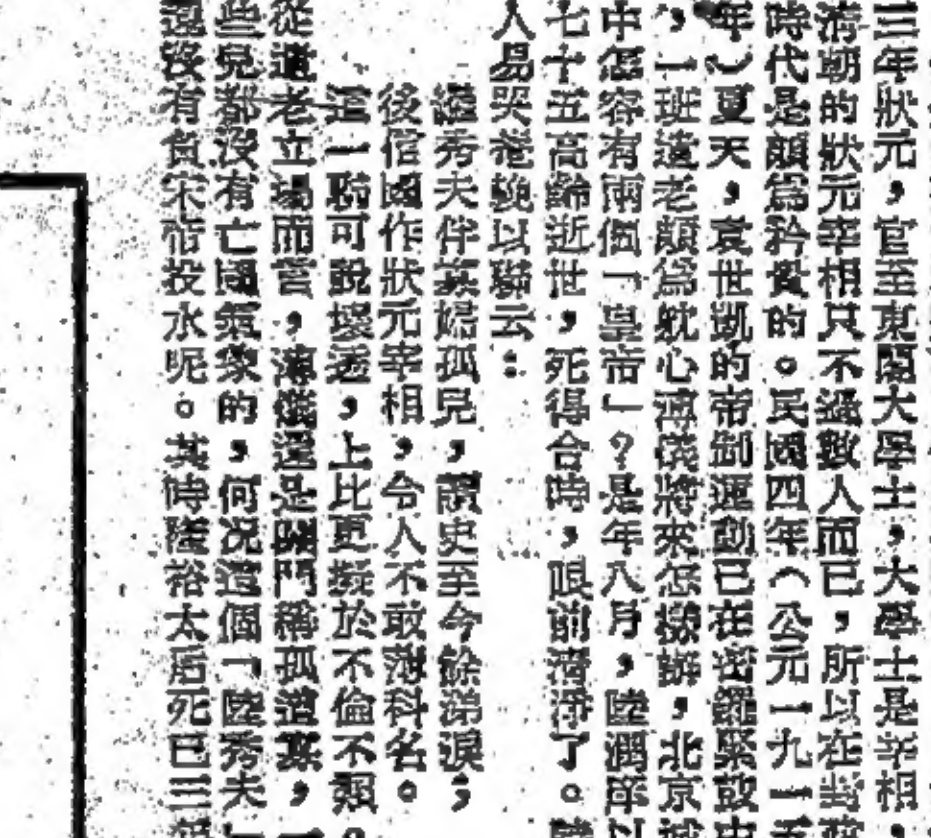 三年狀元，官至東閣大學士，大學士是宰相，
清朝的狀元宰相其不過數人而已，所以在當
時代是頗為矜貴的。民國四年（公元一九一五
年）夏天，袁世凱的帝制運動已在密鑼緊鼓中
，一班遺老頗為躭心溥儀將來怎樣辦，北京城
中怎容有兩個「皇帝」？是年八月，陸潤庠以
七十五高齡逝世，死得合時，眼前清淨了。
人易哭菴輓以聯云：
繼秀夫伴寡婦孤兒，讀史至今餘涕淚；
後信國作狀元宰相，令人不敢薄科名。
這一聯可說壞透，上比更擬於不倫不類。
從遺老立場而言，溥儀還是關門稱孤道寡，一
些兒都沒有亡國氣象的，何况這個「陸秀夫」
還沒有負宋帝投水呢。其時隆裕太后死已三